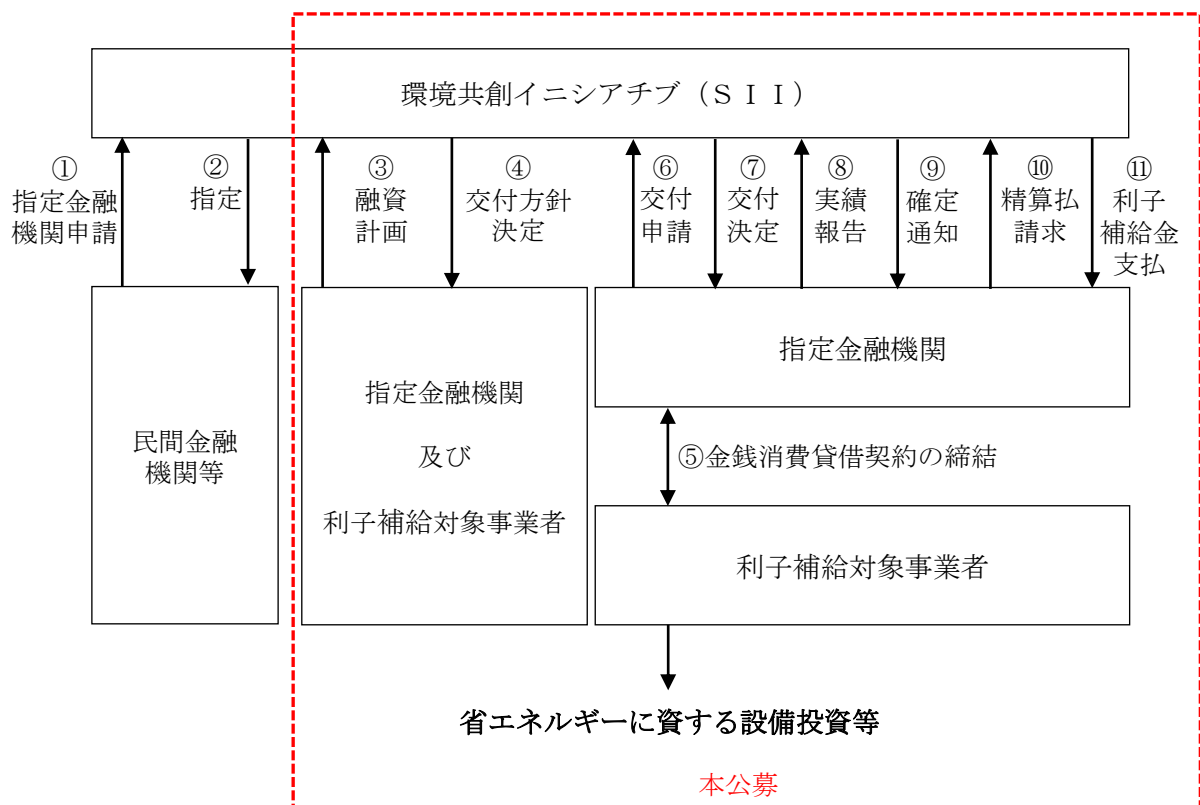 環境共創イニシアチブ（ＳＩＩ）
①
指定金融
機関申請
②
指定
③
融資
計画
④
交付方針
決定
⑥
交付
申請
⑦
交付
決定
⑧
実績
報告
⑨
確定
通知
⑩
精算払
請求
⑪
利子
補給金
支払
民間金融
機関等
指定金融機関
及び
利子補給対象事業者
指定金融機関
⑤金銭消費貸借契約の締結
利子補給対象事業者
省エネルギーに資する設備投資等
本公募